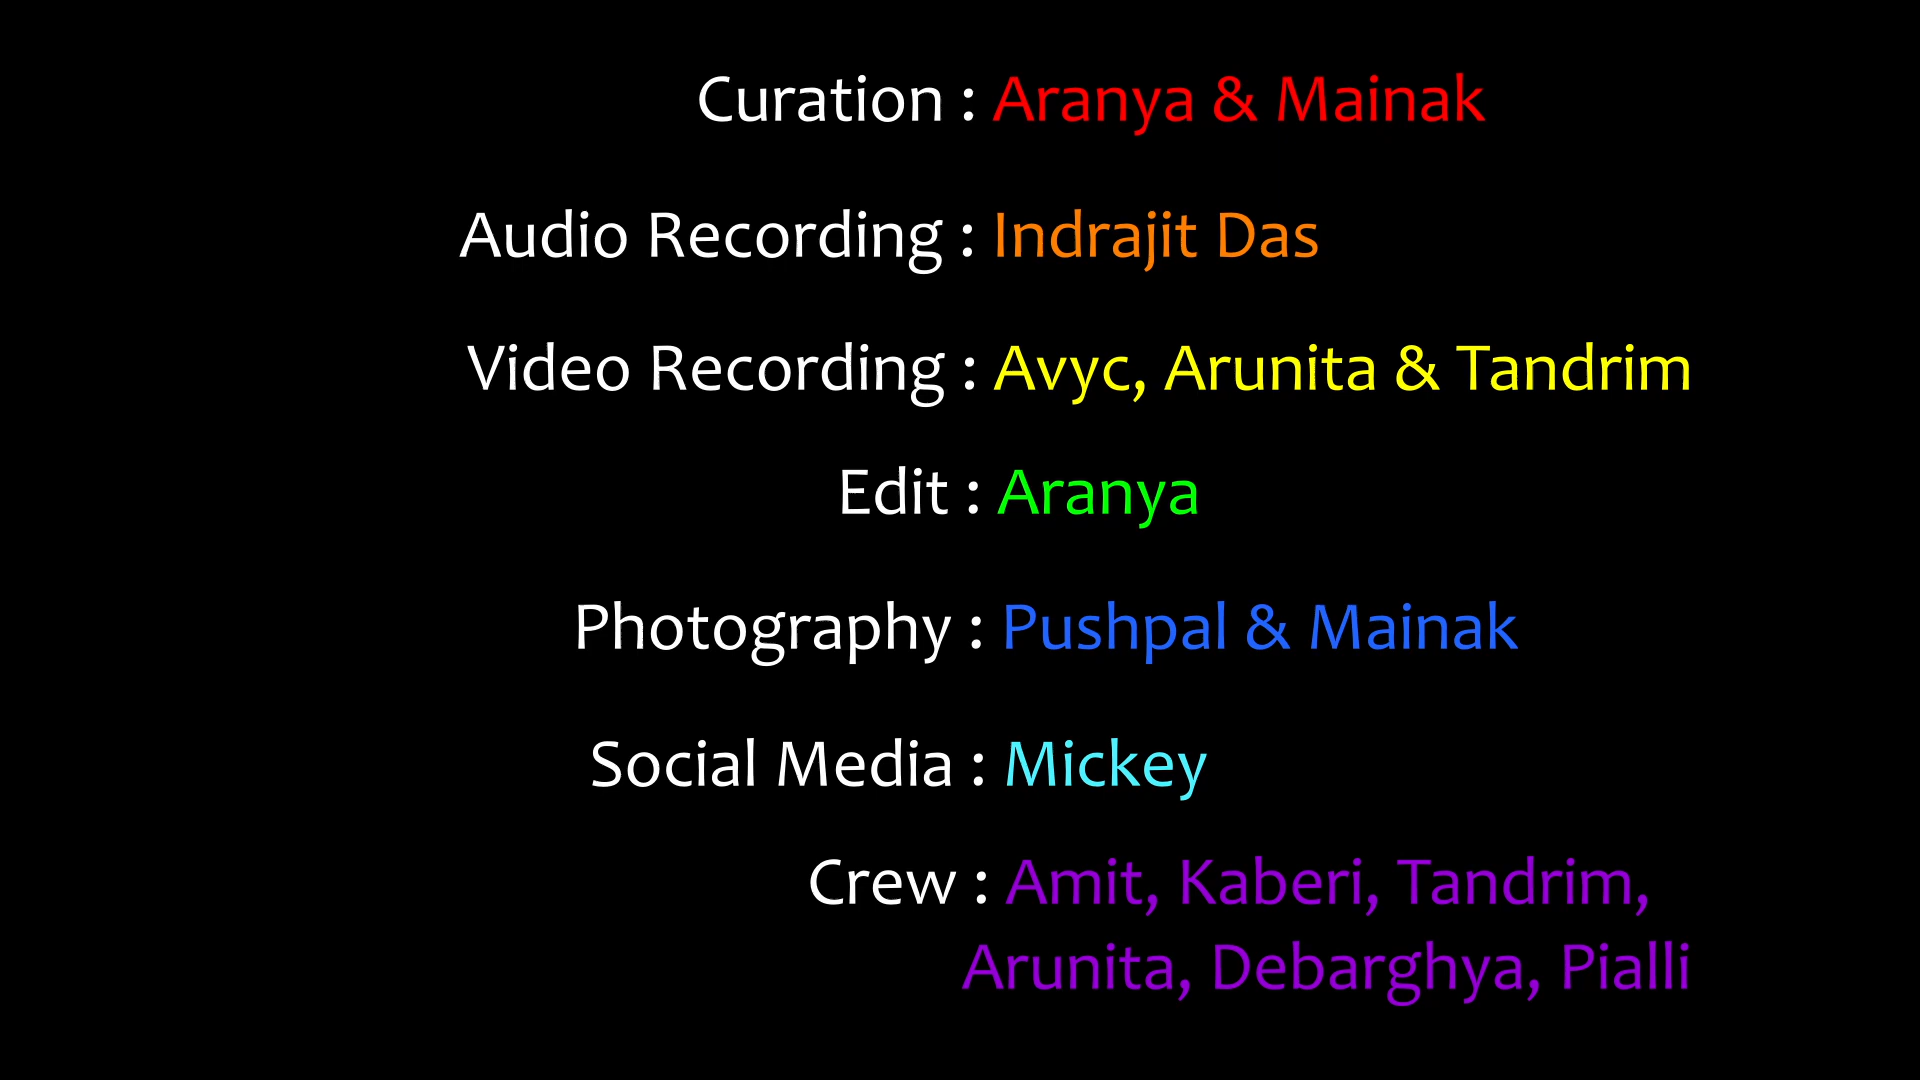 Curation : Aranya & Mainak
Audio Recording : Indrajit Das
Video Recording : Avyc, Arunita & Tandrim
Edit : Aranya
Photography : Pushpal & Mainak
Social Media : Mickey
Crew : Amit, Kaberi, Tandrim,
Arunita, Debarghya, Pialli